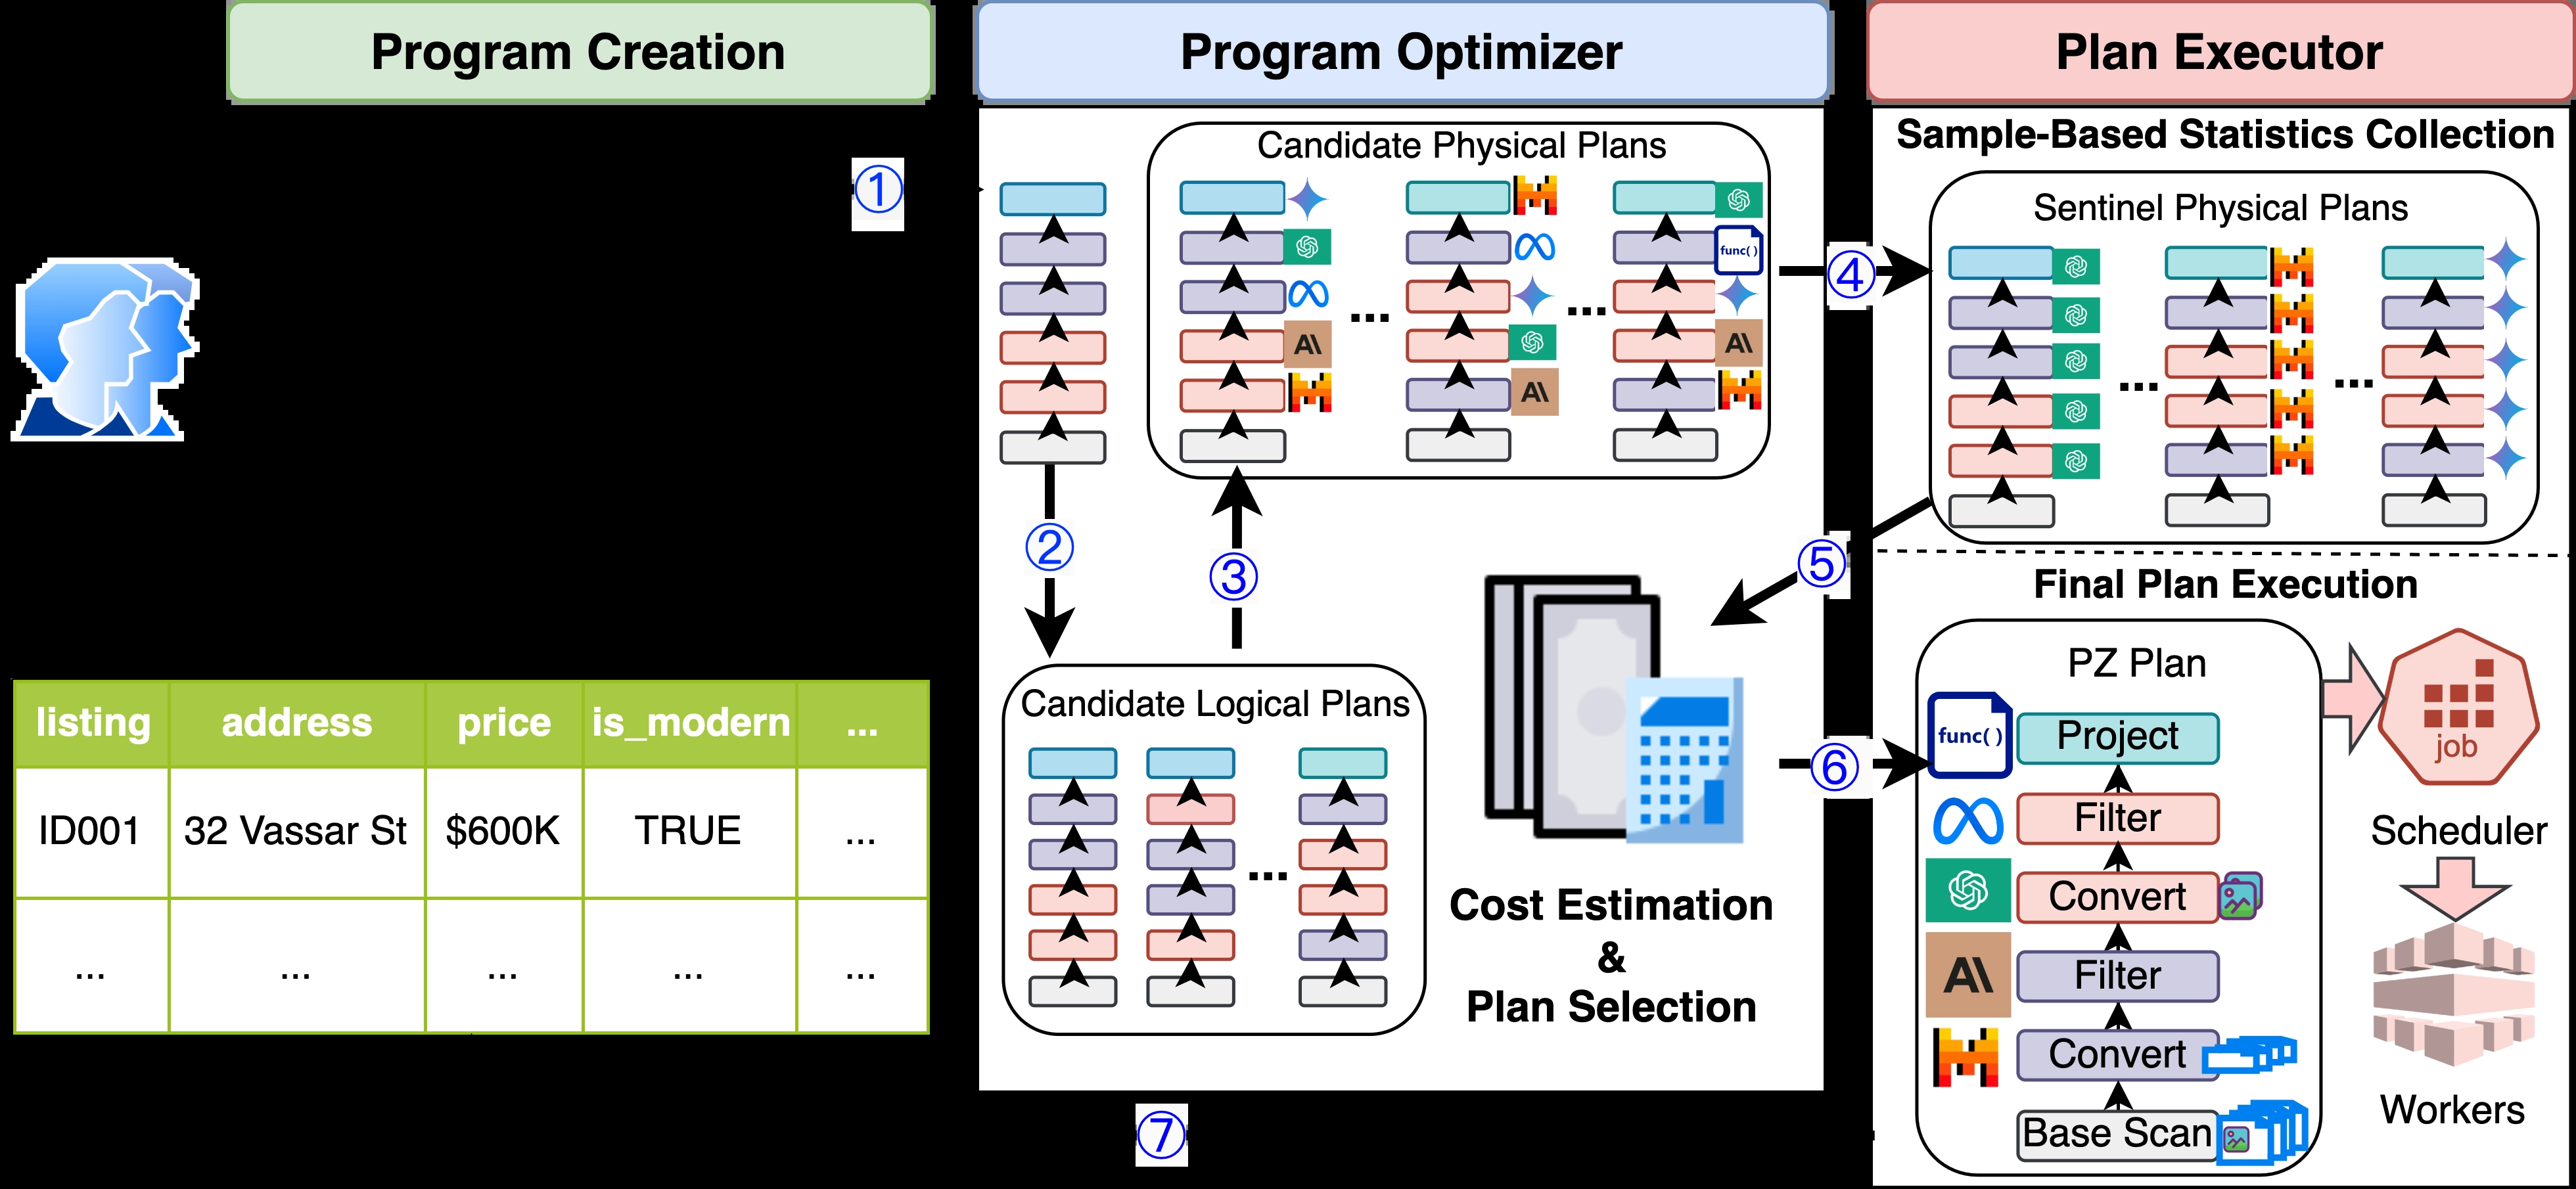 Program Creation
Program Optimizer
Plan Executor
①
Candidate Physical Plans
func( )
A\
A\
A\
...
...
②
③
Candidate Logical Plans
...
Cost Estimation
&
Plan Selection
④
⑤
⑥
Sample-Based Statistics Collection
Sentinel Physical Plans
...
...
Final Plan Execution
PZ Plan
func( )
Project
Filter
Convert
A\
Filter
Convert
Base Scan
job
Scheduler
Workers
listing address price is_modern ...
ID001 32 Vassar St $600K TRUE ...
... ... ... ... ...
⑦